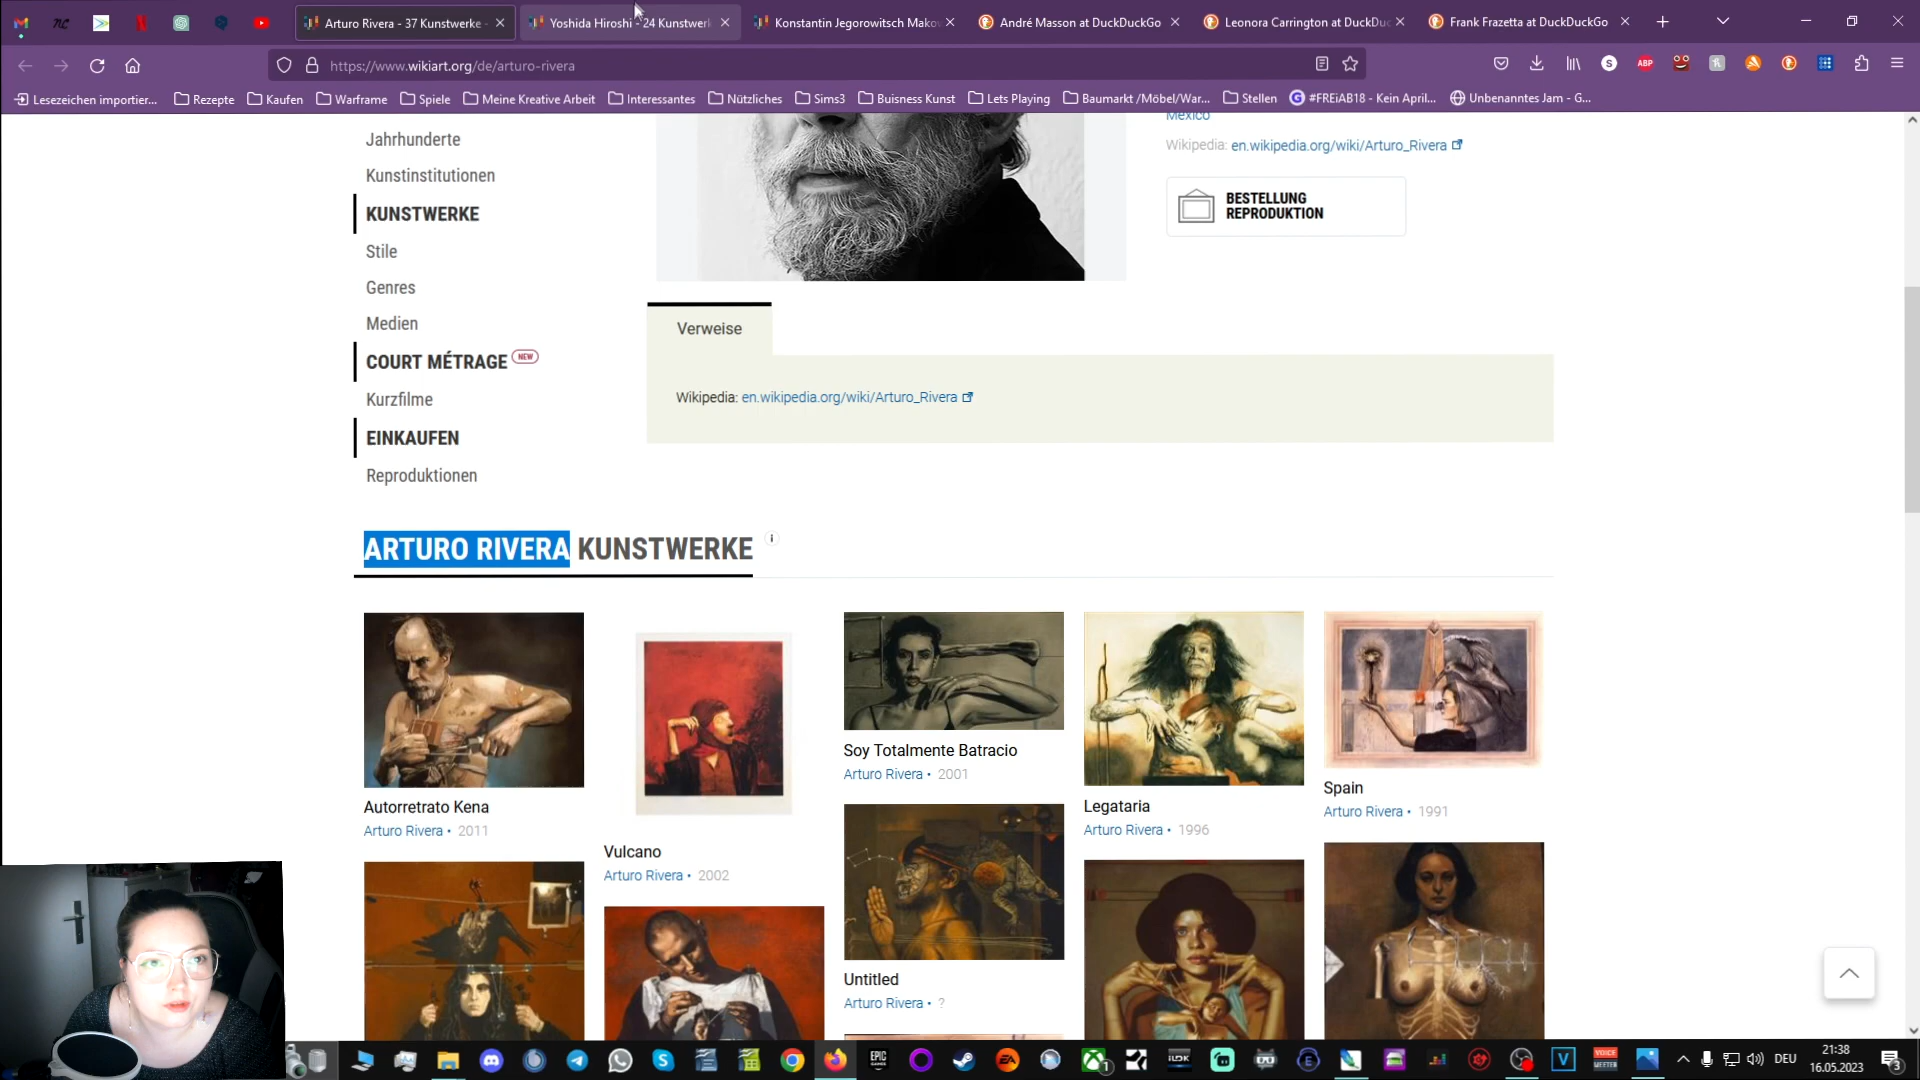 Arturo Rivera - 37 Kunstwerke -
Yoshida Hiroshi - 24 Kunstwerk
Konstantin Jegorowitsch Makov
André Masson at DuckDuckGo
Leonora Carrington at DuckDuc
Frank Frazetta at DuckDuckGo
https://www.wikiart.org/de/arturo-rivera
Lesezeichen importier...
Rezepte
Kaufen
Warframe
Spiele
Meine Kreative Arbeit
Interessantes
Nützliches
Sims3
Buisness Kunst
Lets Playing
Baumarkt /Möbel/War...
Stellen
#FREiAB18 - Kein April...
Unbenanntes Jam - G...
Mexico
Jahrhunderte
Wikipedia: en.wikipedia.org/wiki/Arturo_Rivera
Kunstinstitutionen
BESTELLUNG
REPRODUKTION
KUNSTWERKE
Stile
Genres
Medien
Verweise
COURT MÉTRAGE NEW
Kurzfilme
Wikipedia: en.wikipedia.org/wiki/Arturo_Rivera
EINKAUFEN
Reproduktionen
ARTURO RIVERA KUNSTWERKE
Autorretrato Kena
Arturo Rivera • 2011
Vulcano
Arturo Rivera • 2002
Soy Totalmente Batracio
Arturo Rivera • 2001
Untitled
Arturo Rivera • ?
Legataria
Arturo Rivera • 1996
Spain
Arturo Rivera • 1991
DEU
21:38
16.05.2023